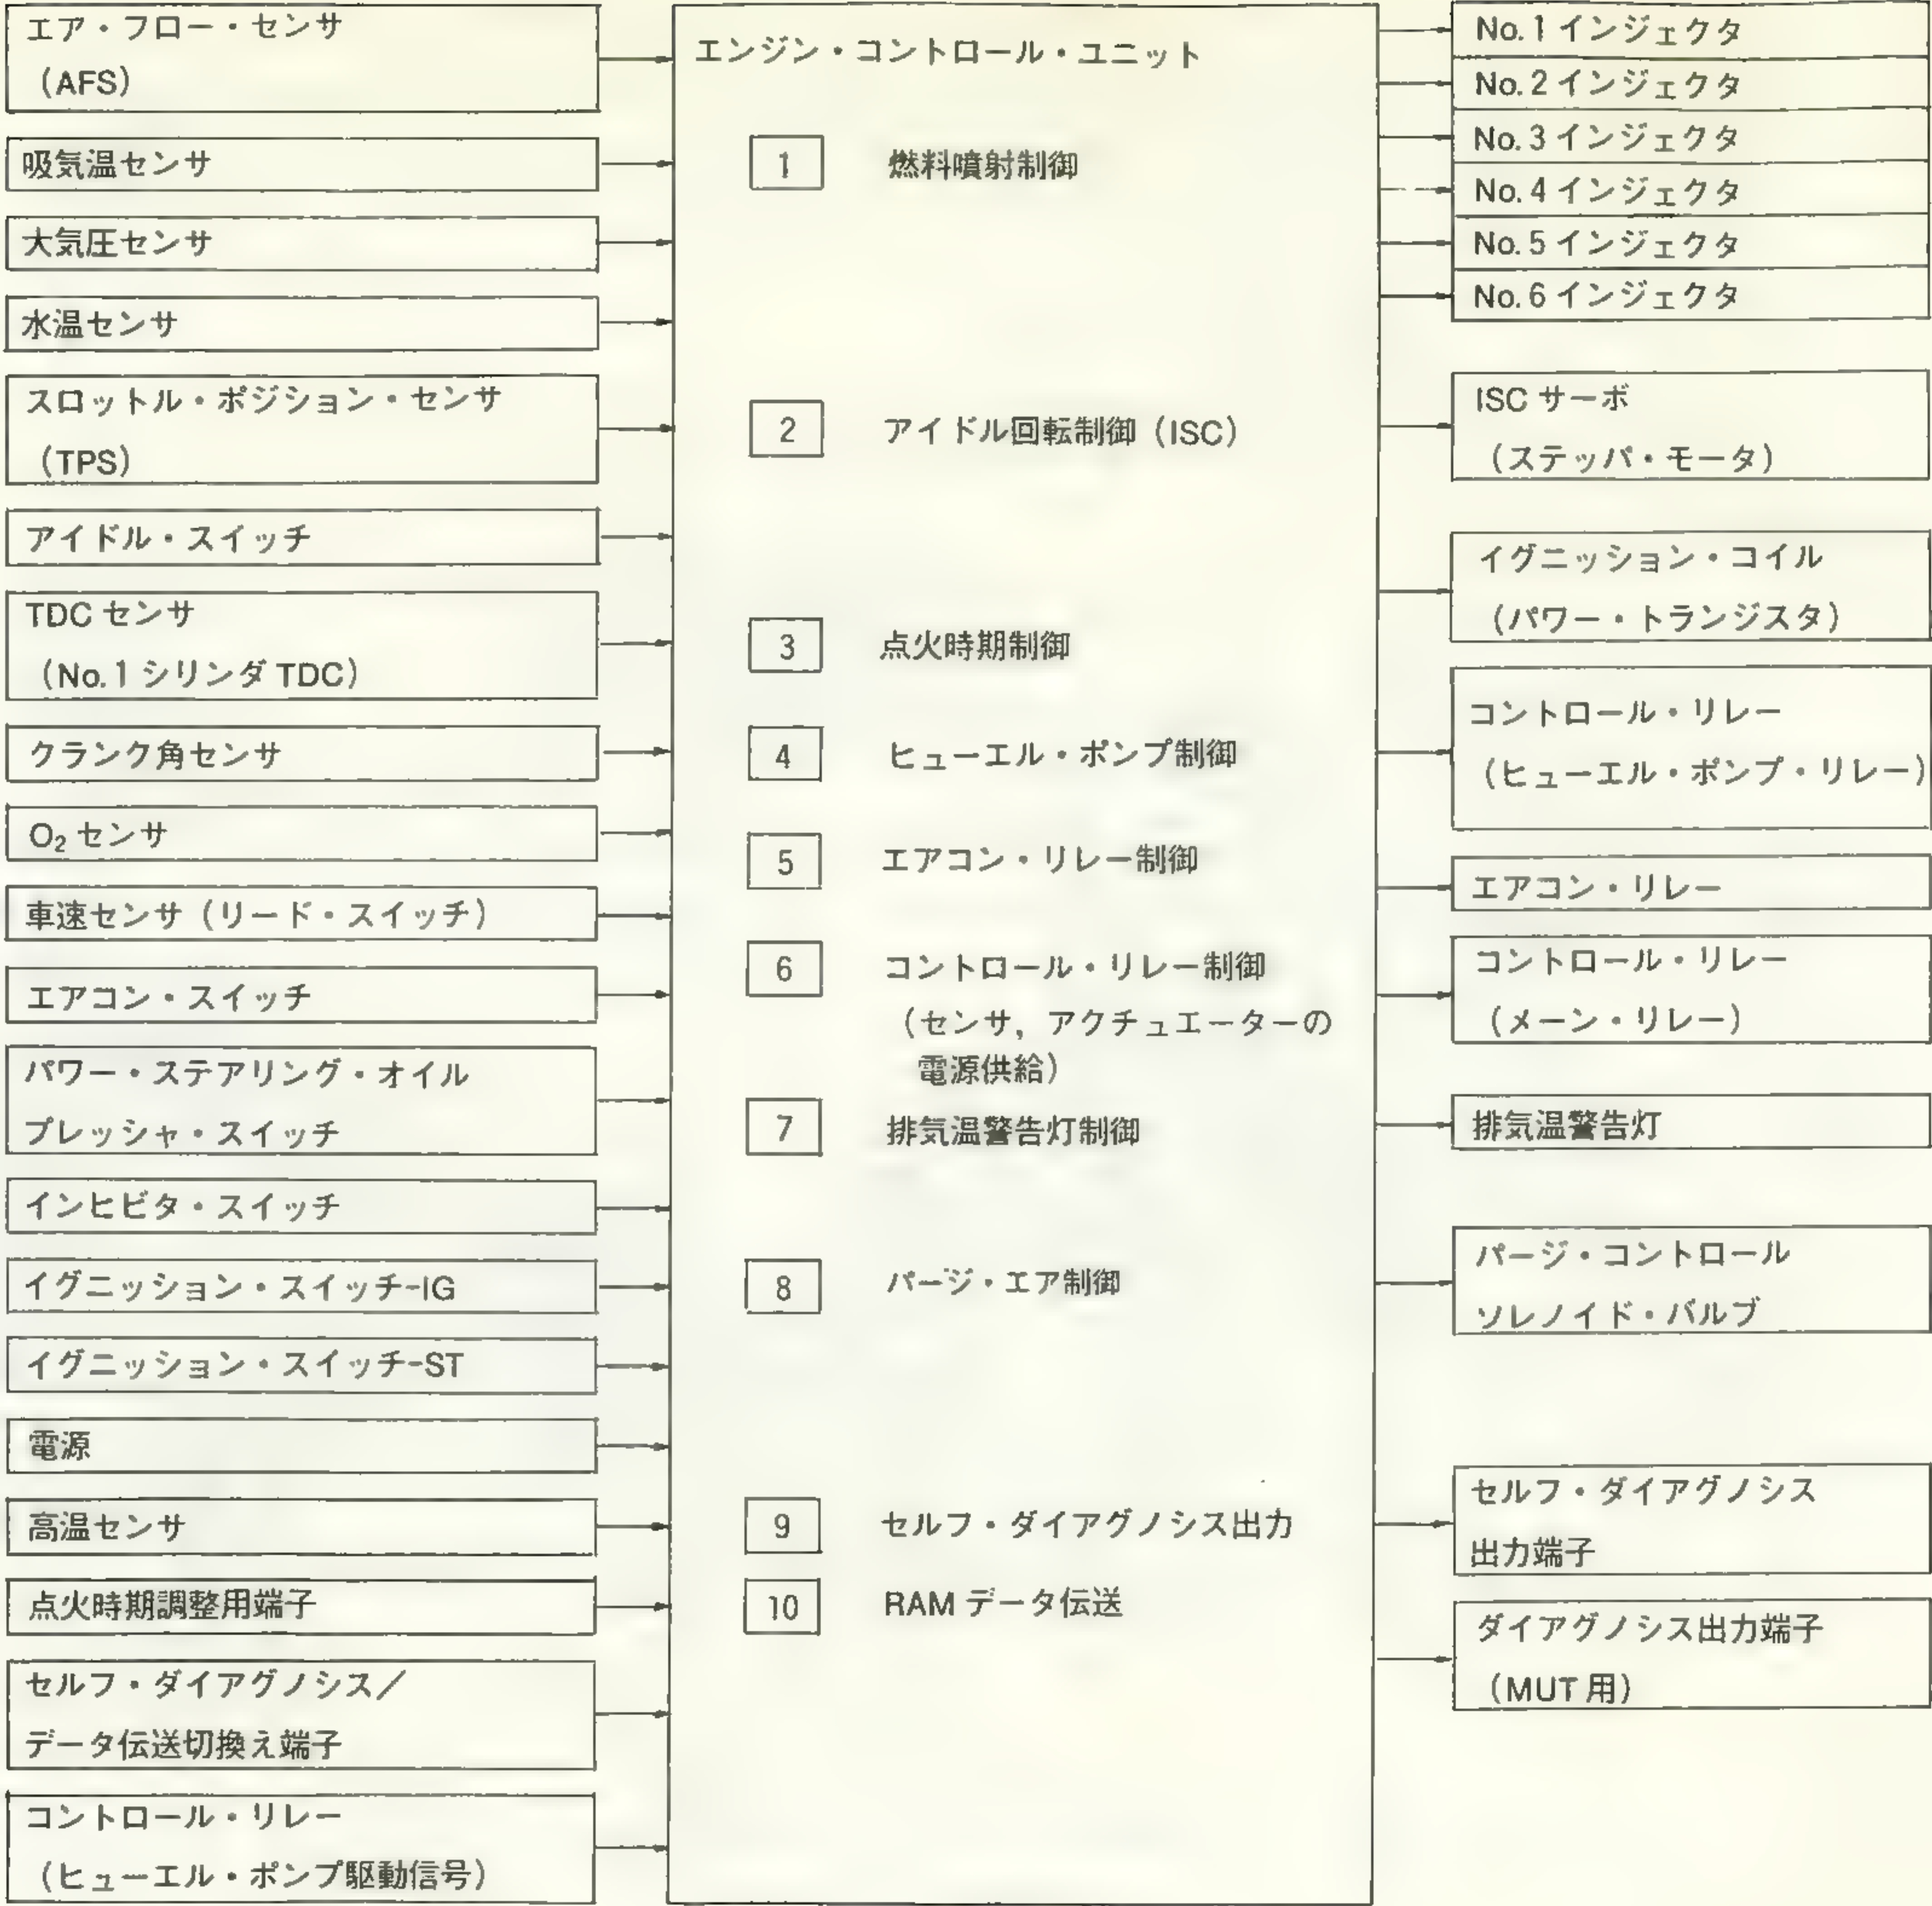 エア・フロー・センサ
(AFS)
吸気温センサ
大気圧センサ
水温センサ
スロットル・ポジション・センサ
(TPS)
アイドル・スイッチ
TDC センサ
(No.1 シリンダ TDC)
クランク角センサ
O₂ センサ
車速センサ (リード・スイッチ)
エアコン・スイッチ
パワー・ステアリング・オイル
プレッシャ・スイッチ
インヒビタ・スイッチ
イグニッション・スイッチ-IG
イグニッション・スイッチ-ST
電源
高温センサ
点火時期調整用端子
セルフ・ダイアグノシス/
データ伝送切換え端子
コントロール・リレー
(ヒューエル・ポンプ駆動信号)
エンジン・コントロール・ユニット
1 燃料噴射制御
2 アイドル回転制御 (ISC)
3 点火時期制御
4 ヒューエル・ポンプ制御
5 エアコン・リレー制御
6 コントロール・リレー制御
(センサ, アクチュエーターの
電源供給)
7 排気温警告灯制御
8 パージ・エア制御
9 セルフ・ダイアグノシス出力
10 RAM データ伝送
No.1 インジェクタ
No.2 インジェクタ
No.3 インジェクタ
No.4 インジェクタ
No.5 インジェクタ
No.6 インジェクタ
ISC サーボ
(ステッパ・モータ)
イグニッション・コイル
(パワー・トランジスタ)
コントロール・リレー
(ヒューエル・ポンプ・リレー)
エアコン・リレー
コントロール・リレー
(メーン・リレー)
排気温警告灯
パージ・コントロール
ソレノイド・バルブ
セルフ・ダイアグノシス
出力端子
ダイアグノシス出力端子
(MUT 用)